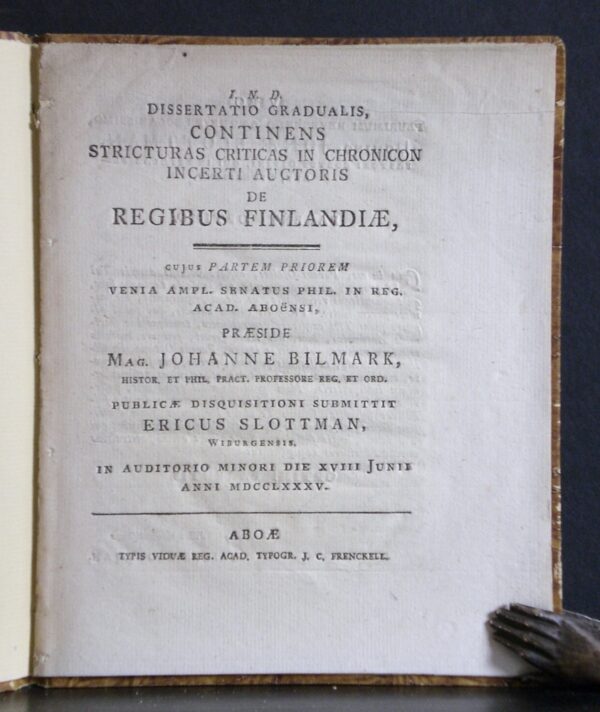 I. N. D.
DISSERTATIO GRADUALIS,
CONTINENS
STRICTURAS CRITICAS IN CHRONICON
INCERTI AUCTORIS
DE
REGIBUS FINLANDIÆ,
CUJUS PARTEM PRIOREM
VENIA AMPL. SENATUS PHIL. IN REG.
ACAD. ABOËNSI,
PRÆSIDE
MAG. JOHANNE BILMARK,
HISTOR. ET PHIL. PRACT. PROFESSORE REG. ET ORD.
PUBLICÆ DISQUISITIONI SUBMITTIT
ERICUS SLOTTMAN,
WIBURGENSIS.
IN AUDITORIO MINORI DIE XVIII JUNII
ANNI MDCCLXXXV.
ABOÆ
TYPIS VIDUÆ REG. ACAD. TYPOGR. J. C. FRENCKELL.